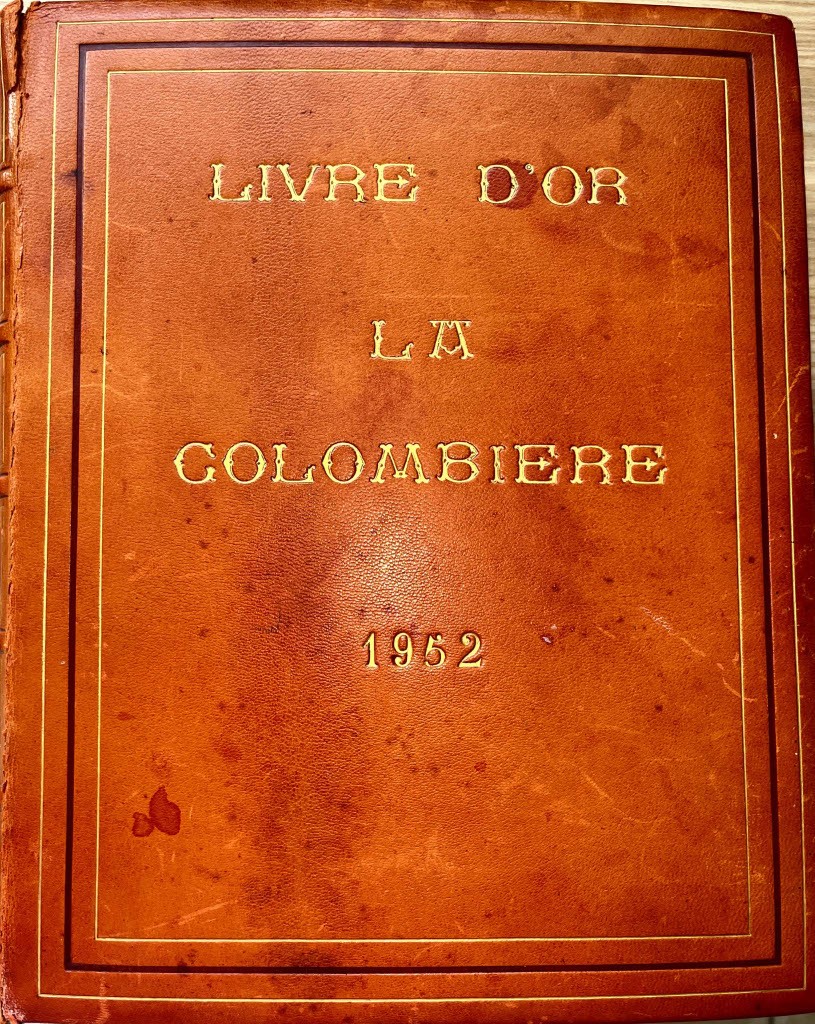 LIVRE D'OR
LA
COLOMBIERE
1952